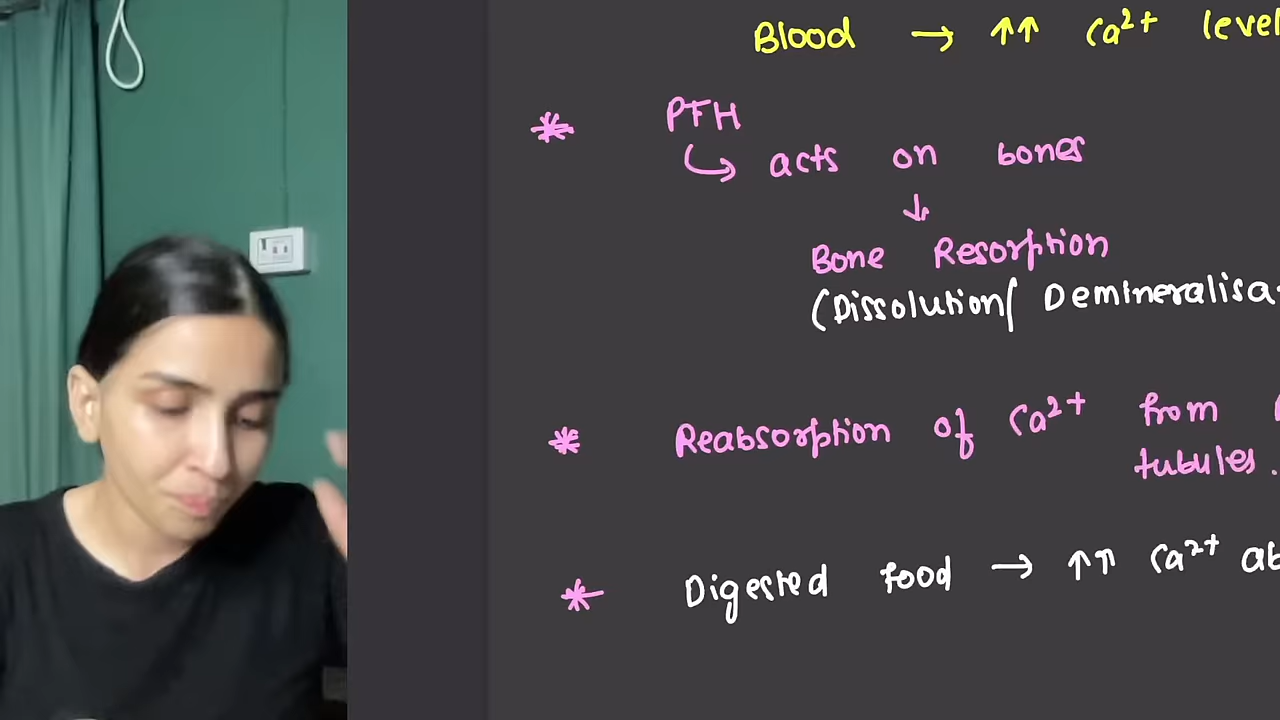 Blood → ↑↑ Ca²⁺ level
* PTH
↳ acts on bones
↓
Bone Resorption
(Dissolution/ Demineralisa
* Reabsorption of Ca²⁺ from
tubules.
* Digested food → ↑↑ Ca²⁺ ab